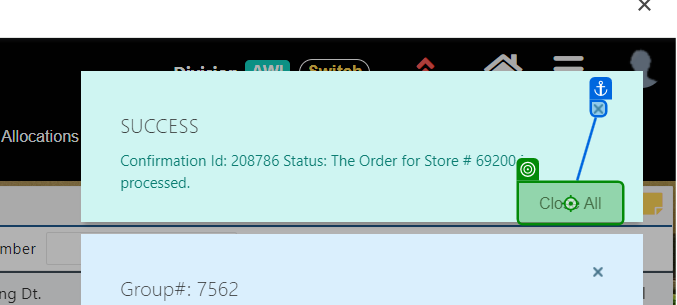 Division AWI Switch
Allocations
SUCCESS
Confirmation Id: 208786 Status: The Order for Store # 69200
processed.
Close All
mber
Group#: 7562
ng Dt.